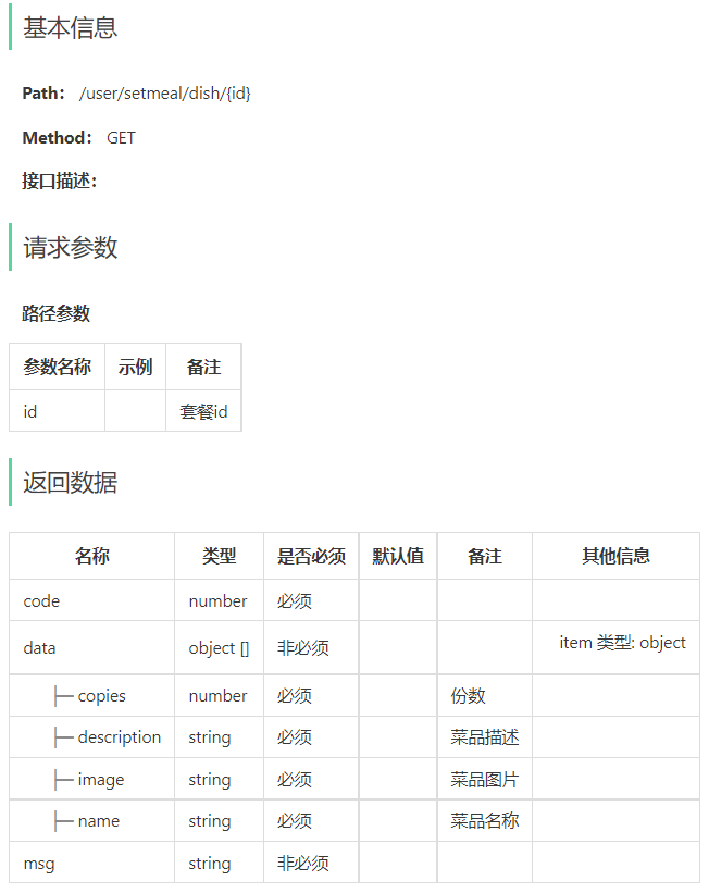 基本信息
Path： /user/setmeal/dish/{id}
Method： GET
接口描述：
请求参数
路径参数
参数名称 示例 备注
id 套餐id
返回数据
名称 类型 是否必须 默认值 备注 其他信息
code number 必须
data object [] 非必须 item 类型: object
├─ copies number 必须 份数
├─ description string 必须 菜品描述
├─ image string 必须 菜品图片
├─ name string 必须 菜品名称
msg string 非必须